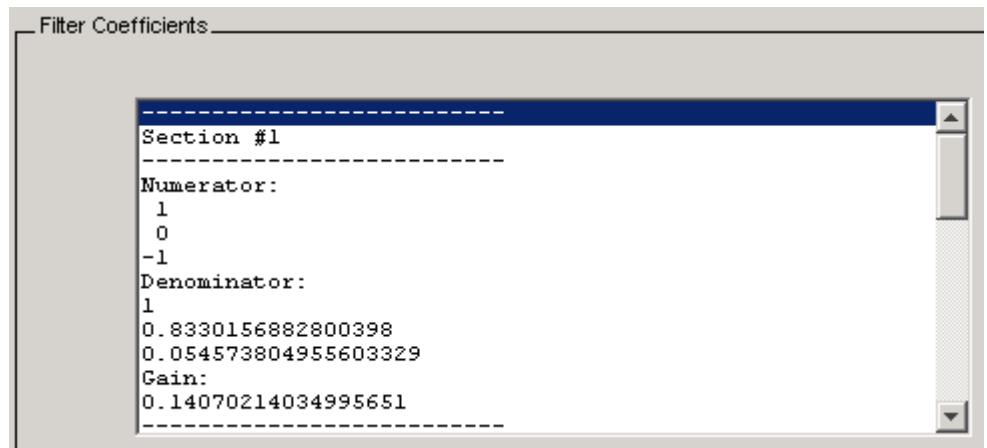 Filter Coefficients
--------------------------
Section #1
--------------------------
Numerator:
1
0
-1
Denominator:
1
0.8330156882800398
0.054573804955603329
Gain:
0.14070214034995651
--------------------------